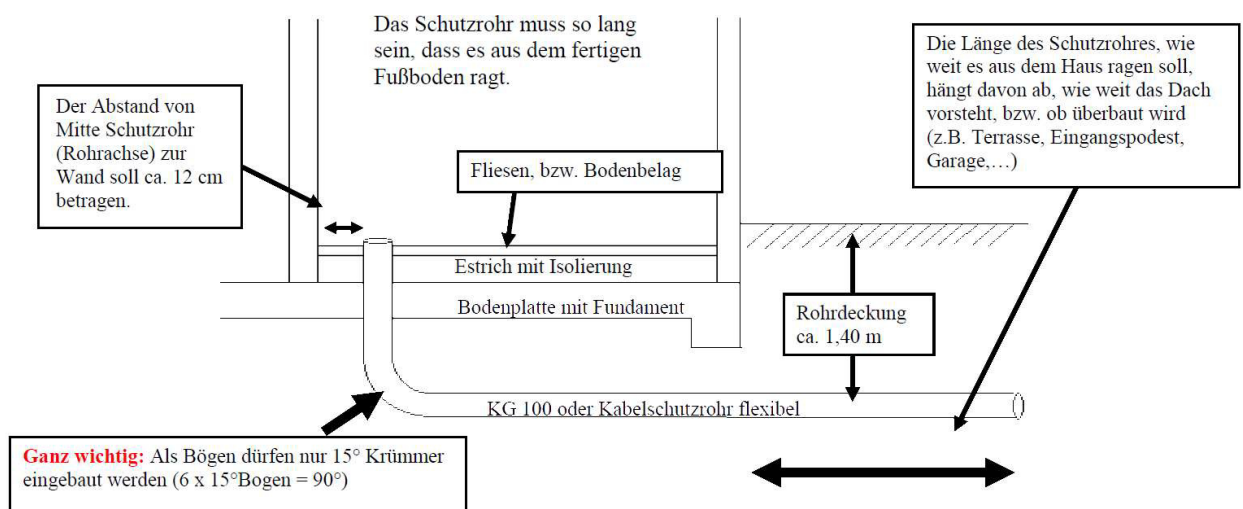 Das Schutzrohr muss so lang
sein, dass es aus dem fertigen
Fußboden ragt.
Die Länge des Schutzrohres, wie
weit es aus dem Haus ragen soll,
hängt davon ab, wie weit das Dach
vorsteht, bzw. ob überbaut wird
(z.B. Terrasse, Eingangspodest,
Garage,…)
Der Abstand von
Mitte Schutzrohr
(Rohrachse) zur
Wand soll ca. 12 cm
betragen.
Fliesen, bzw. Bodenbelag
Estrich mit Isolierung
Bodenplatte mit Fundament
Rohrdeckung
ca. 1,40 m
KG 100 oder Kabelschutzrohr flexibel
Ganz wichtig: Als Bögen dürfen nur 15° Krümmer
eingebaut werden (6 x 15°Bogen = 90°)